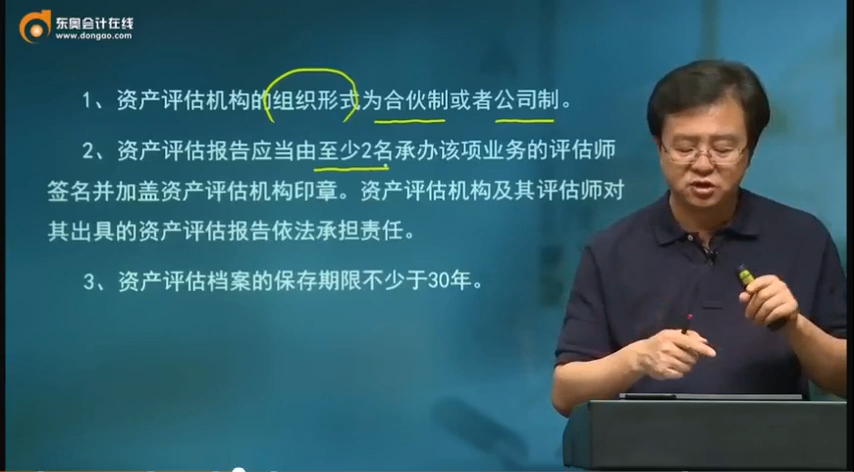 东奥会计在线
www.dongao.com
1、资产评估机构的组织形式为合伙制或者公司制。
2、资产评估报告应当由至少2名承办该项业务的评估师
签名并加盖资产评估机构印章。资产评估机构及其评估师对
其出具的资产评估报告依法承担责任。
3、资产评估档案的保存期限不少于30年。